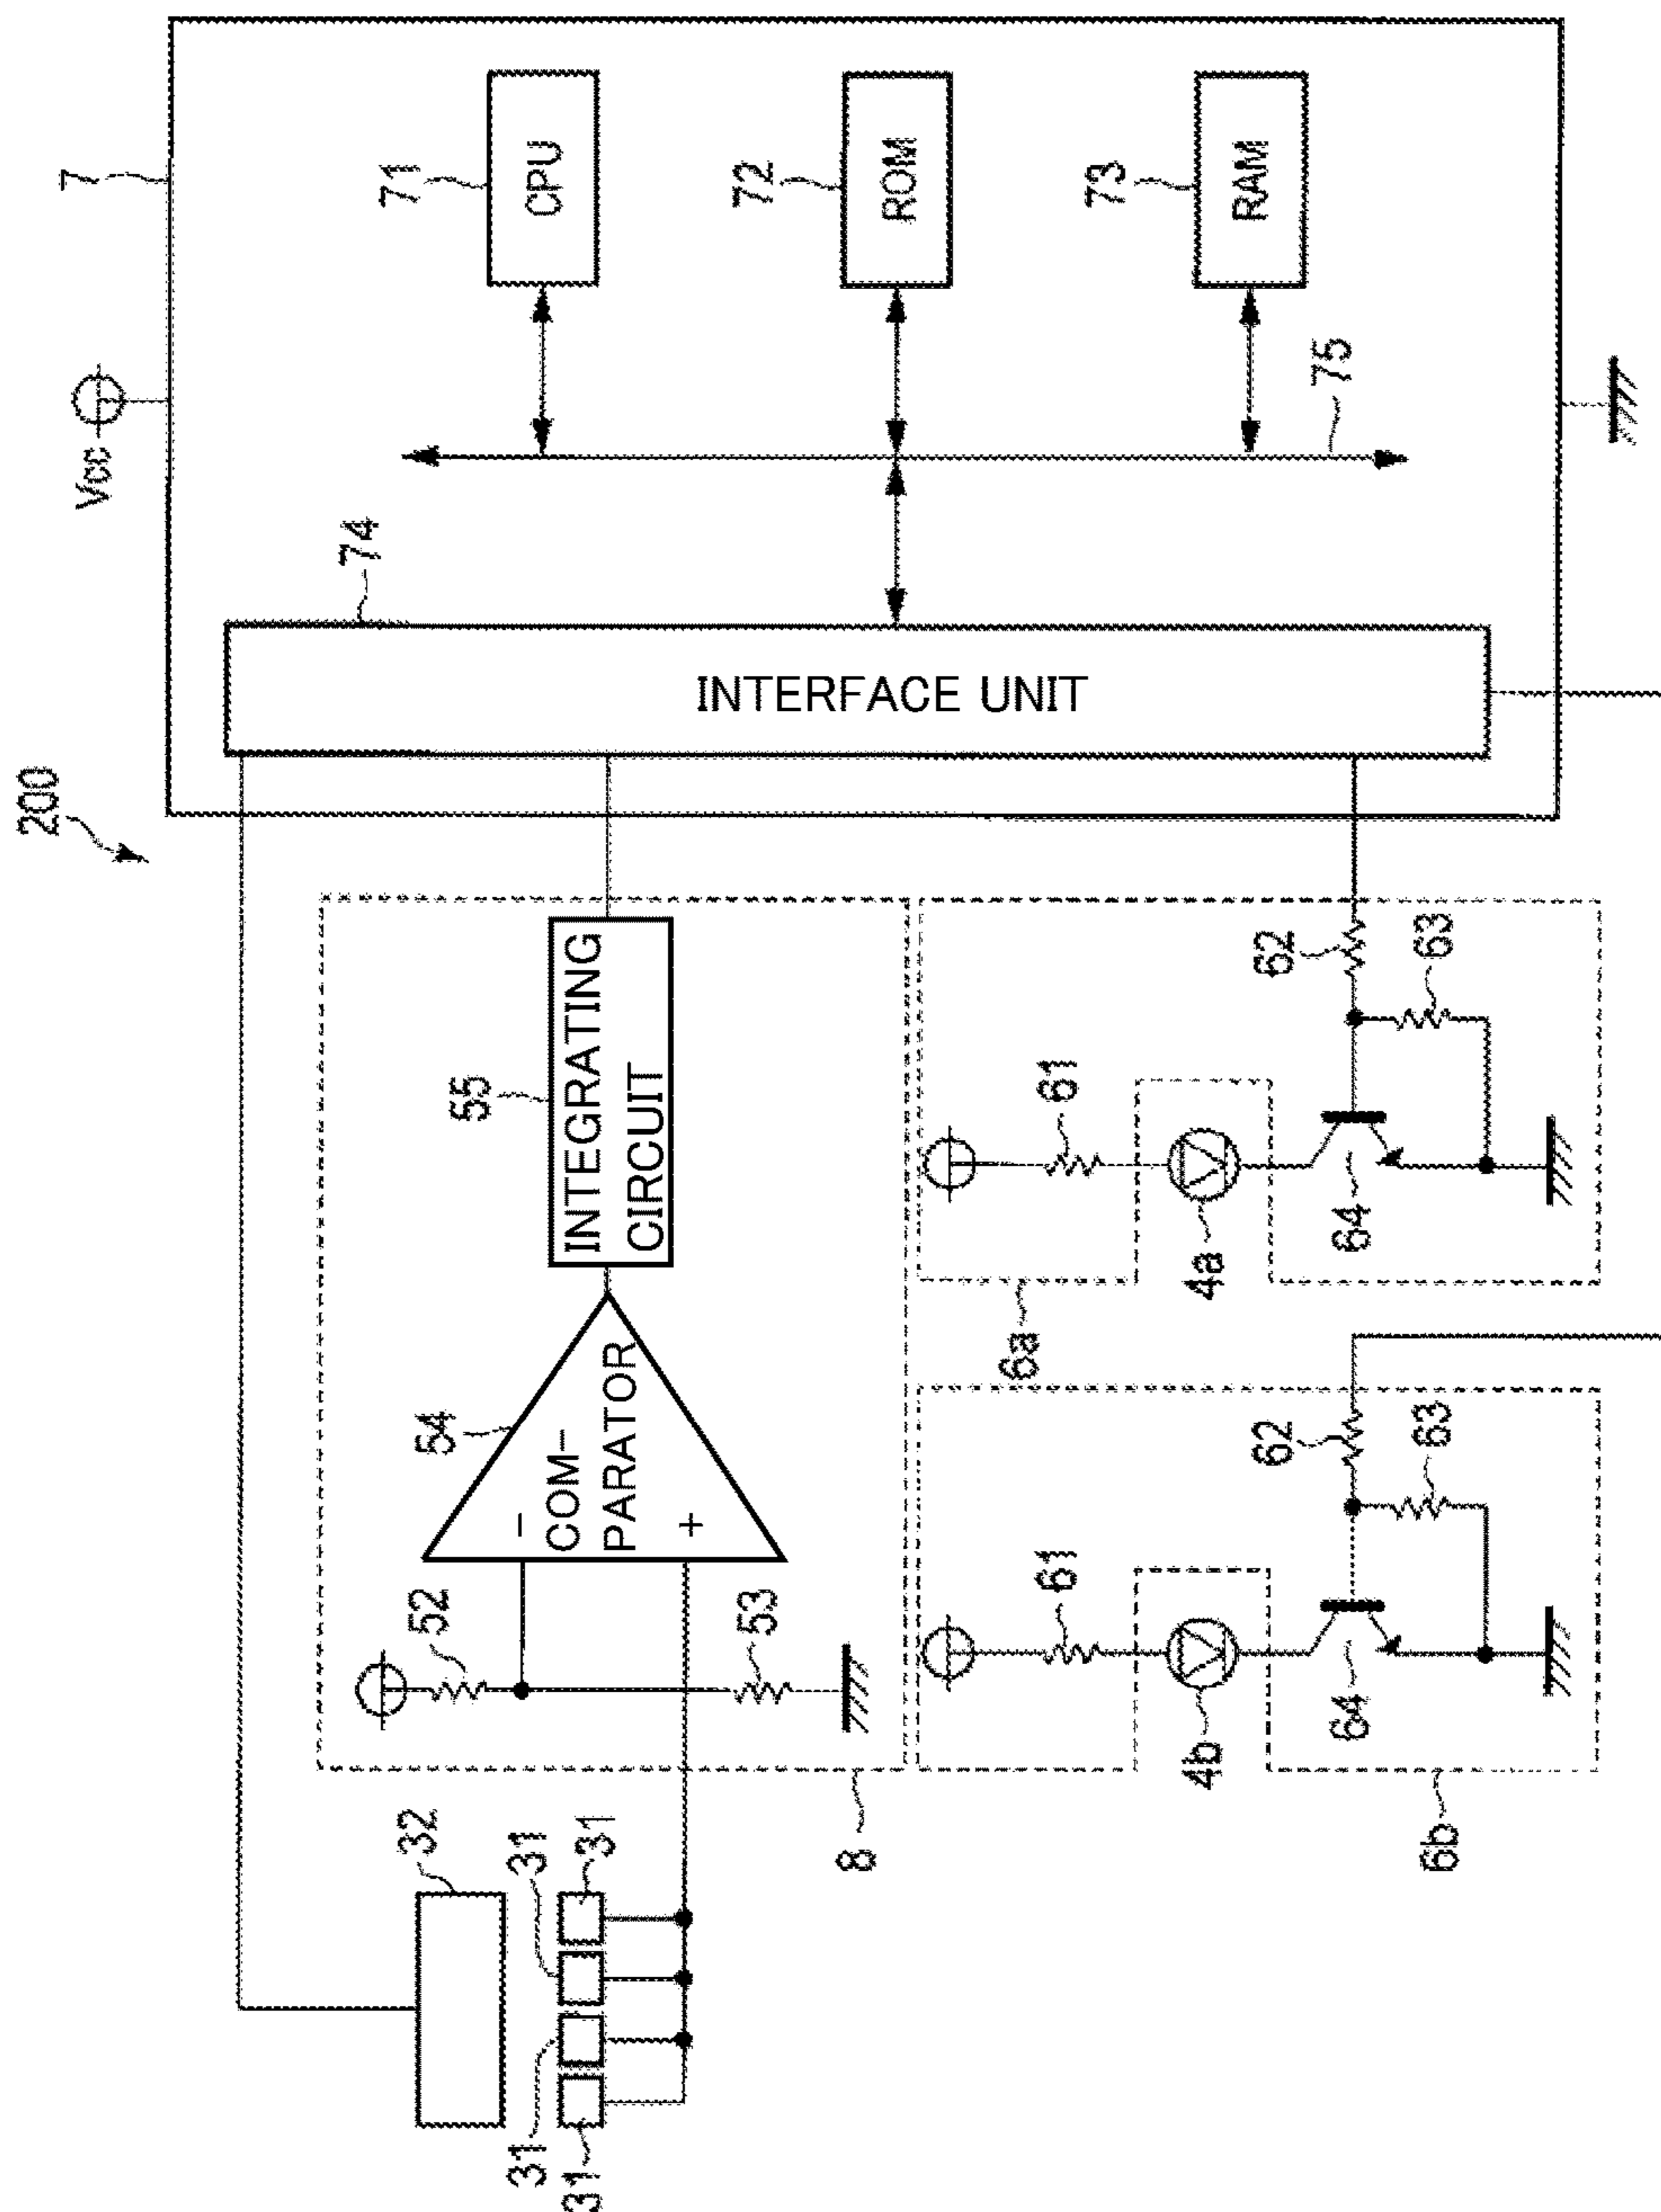 200
7
Vcc
71
CPU
72
ROM
73
RAM
74
INTERFACE UNIT
75
55
INTEGRATING
CIRCUIT
54
COM-
PARATOR
-
+
52
53
8
32
31
31
31
31
6a
61
62
63
64
4a
6b
61
62
63
64
4b